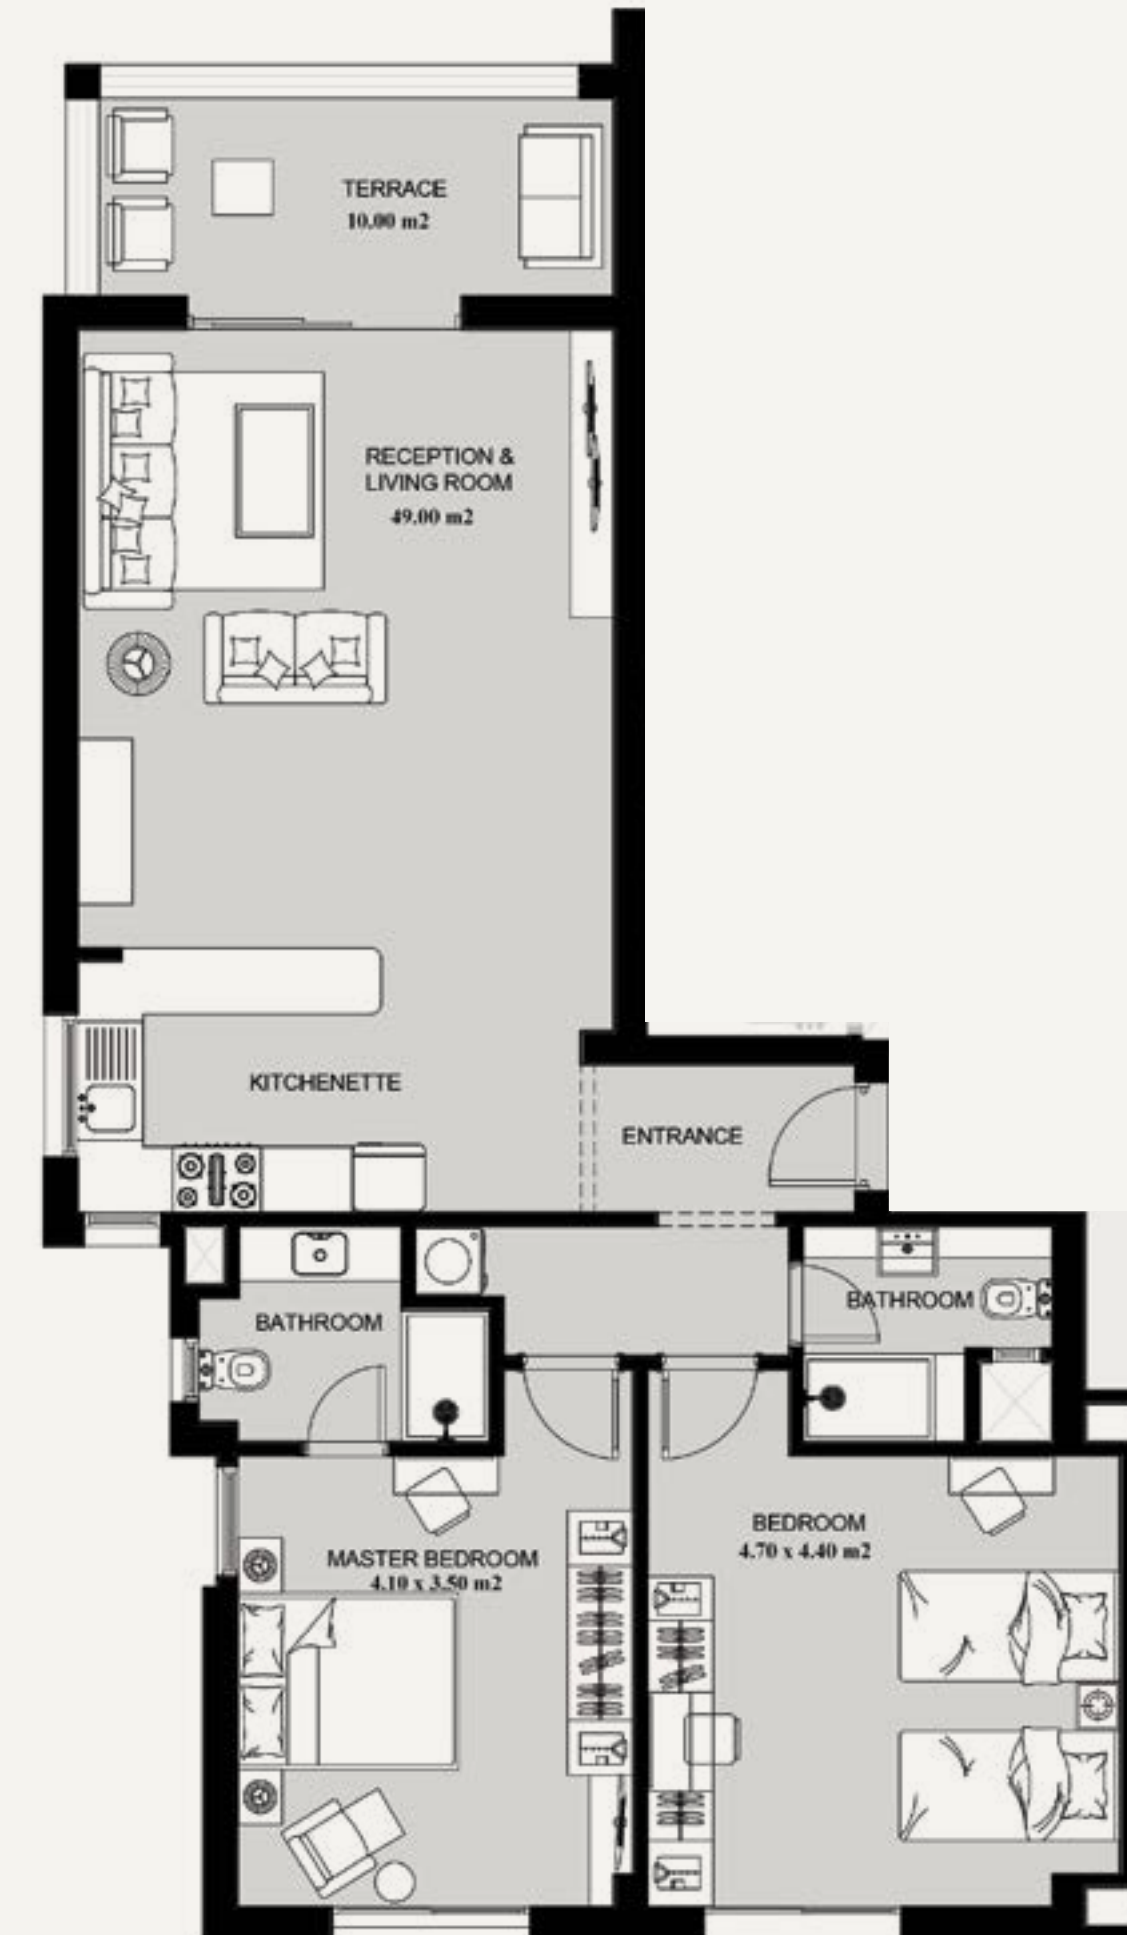 TERRACE
10.00 m2
RECEPTION &
LIVING ROOM
49.00 m2
KITCHENETTE
ENTRANCE
BATHROOM
BATHROOM
MASTER BEDROOM
4.10 x 3.50 m2
BEDROOM
4.70 x 4.40 m2